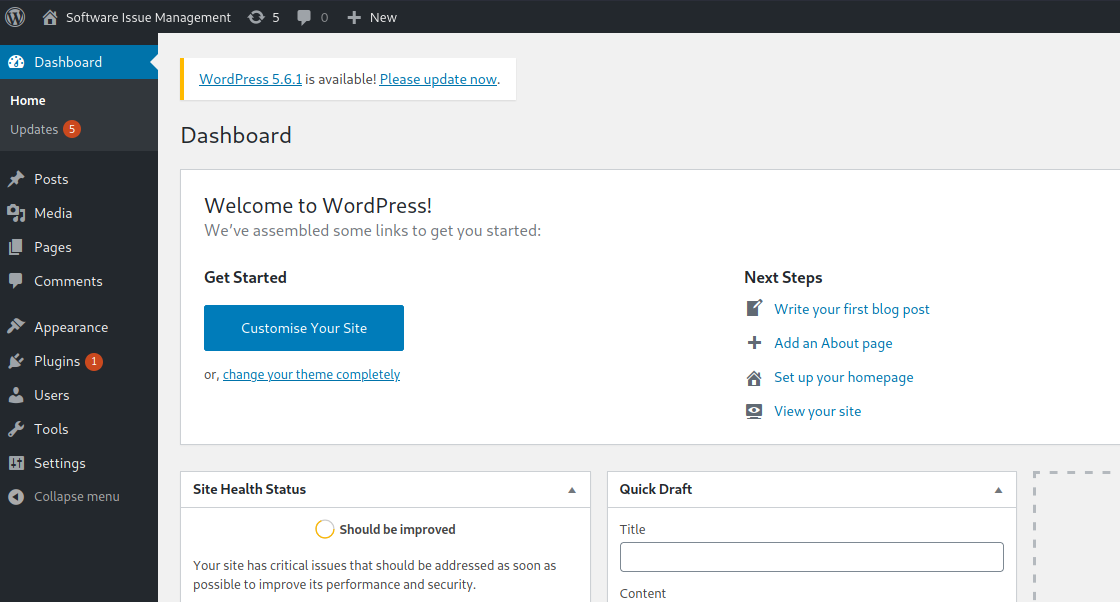 Software Issue Management 5 0 New
Dashboard
Home
Updates 5
Posts
Media
Pages
Comments
Appearance
Plugins 1
Users
Tools
Settings
Collapse menu
WordPress 5.6.1 is available! Please update now.
Dashboard
Welcome to WordPress!
We’ve assembled some links to get you started:
Get Started
Customise Your Site
or, change your theme completely
Next Steps
Write your first blog post
Add an About page
Set up your homepage
View your site
Site Health Status
Should be improved
Your site has critical issues that should be addressed as soon as
possible to improve its performance and security.
Quick Draft
Title
Content